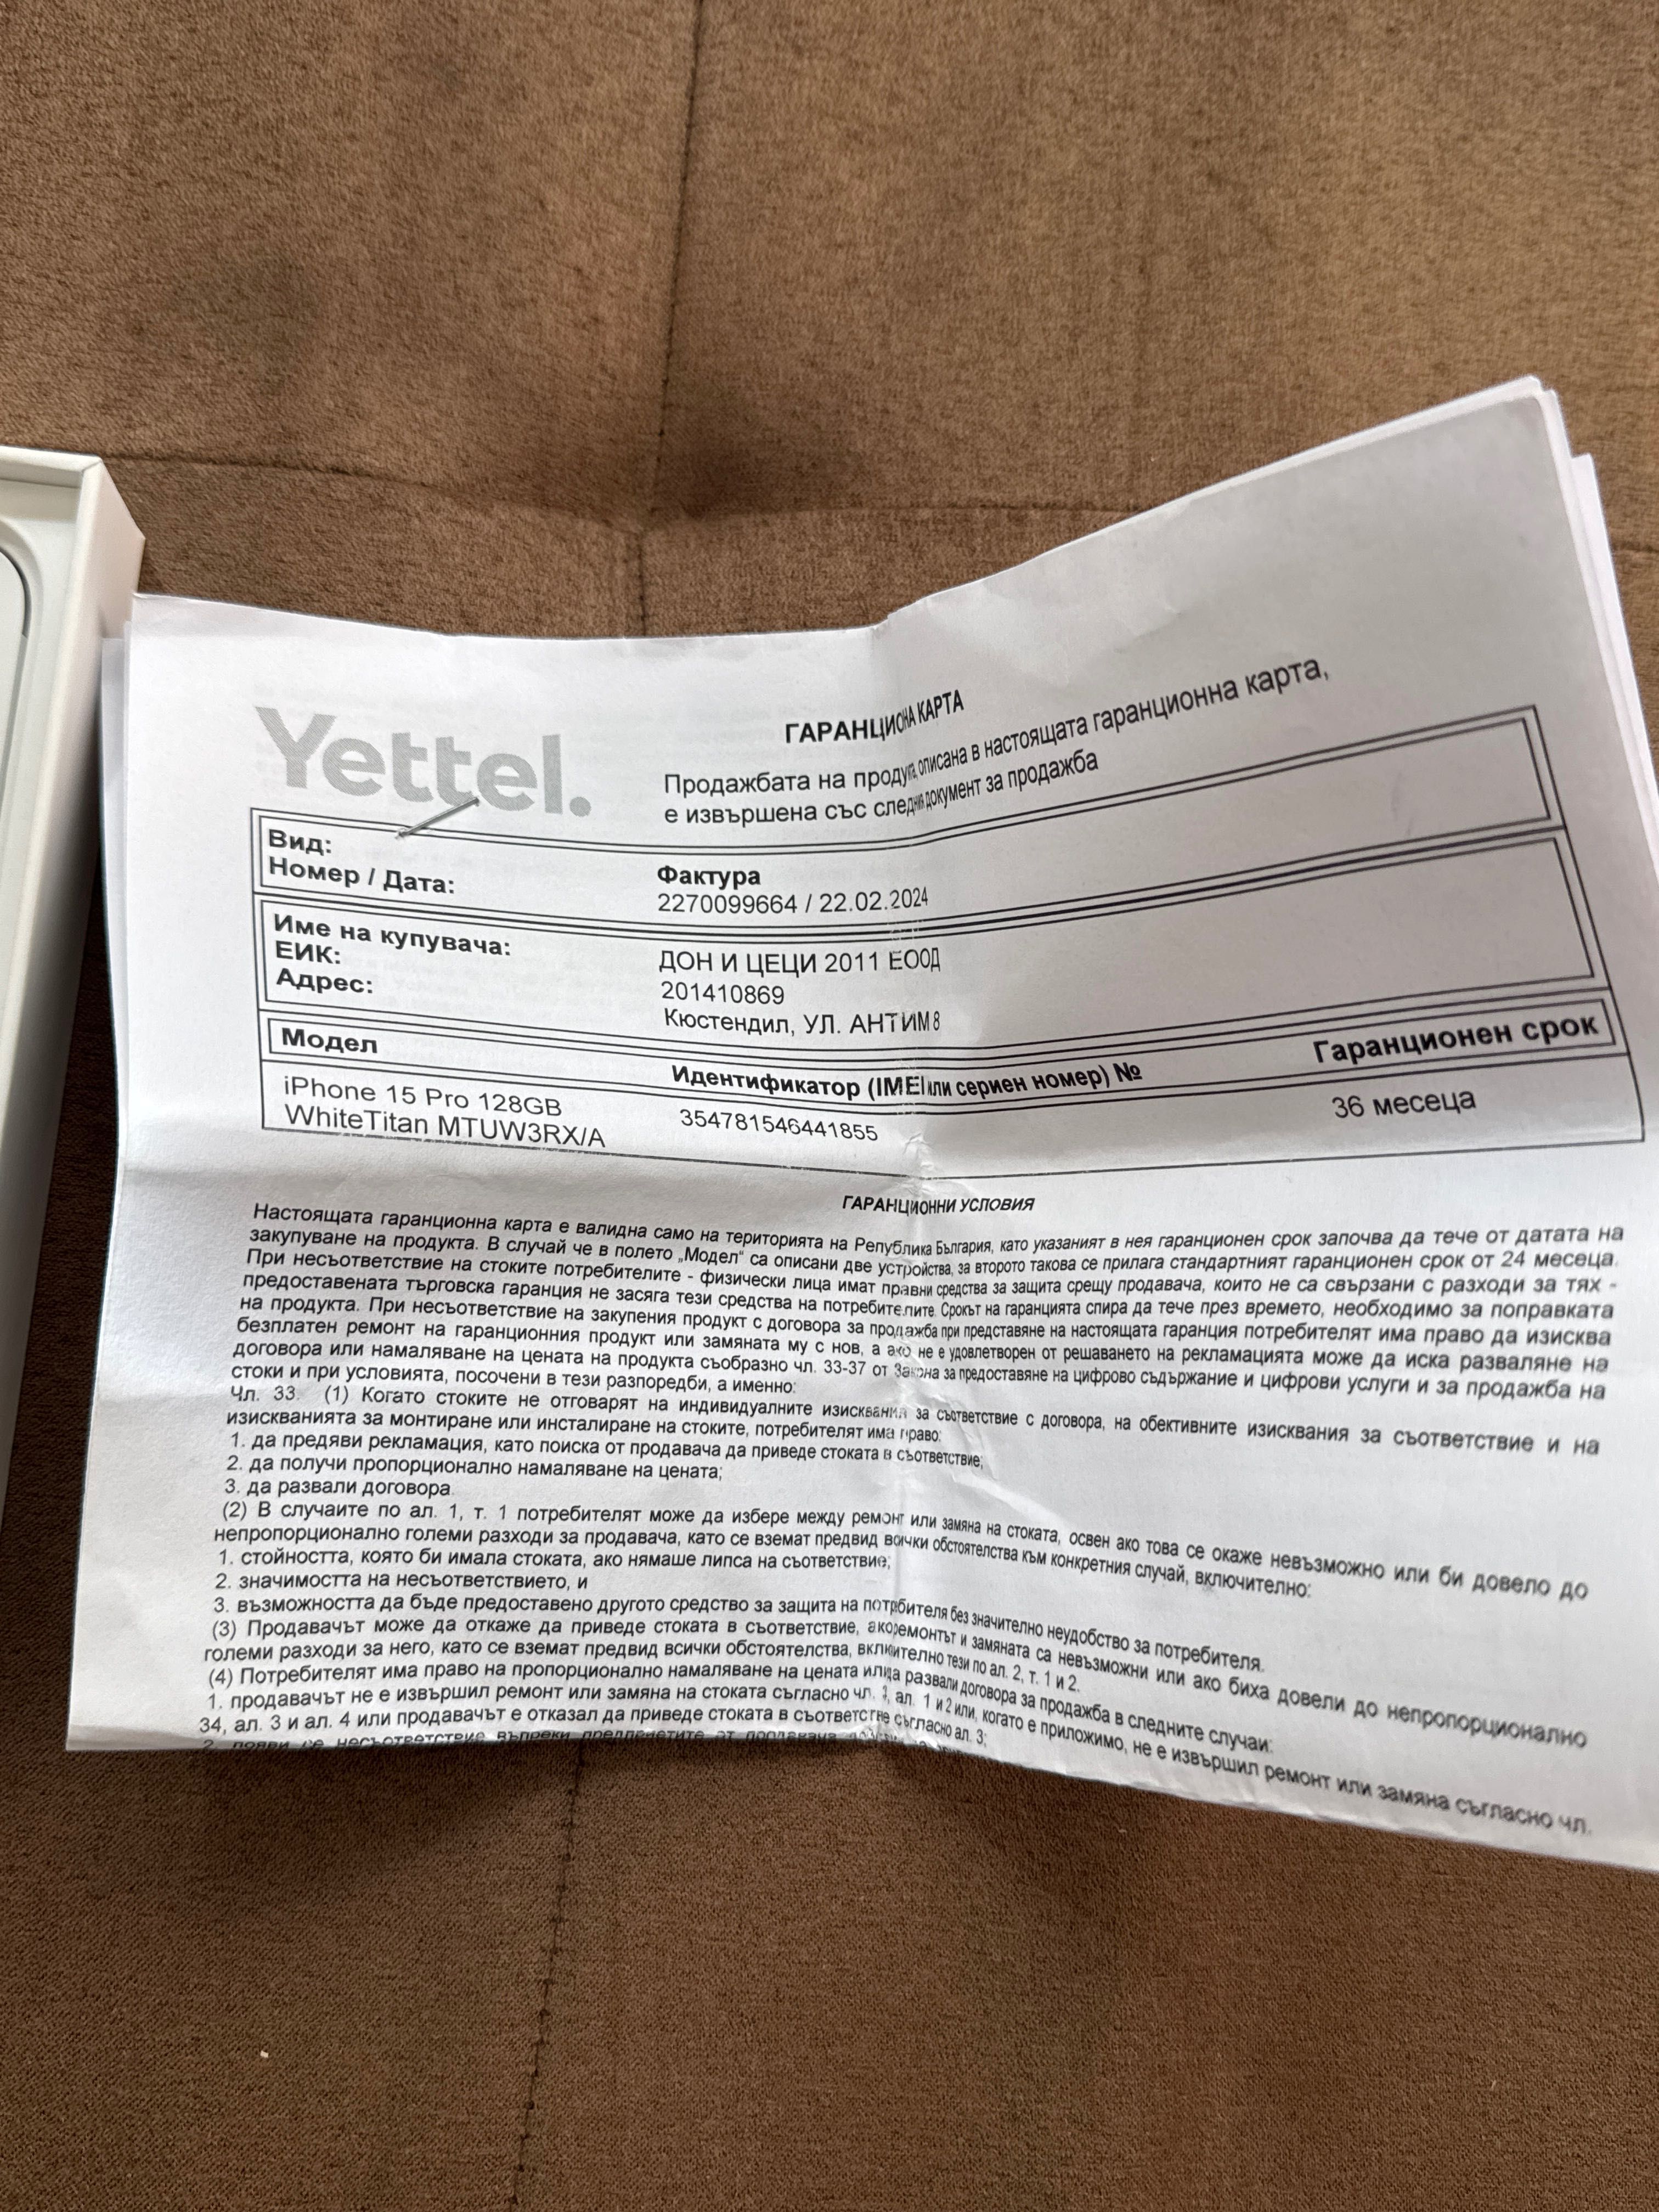 Yettel.
ГАРАНЦИОНА КАРТА
Продажбата на продукта, описана в настоящата гаранционна карта,
е извършена със следния документ за продажба
Вид: Фактура
Номер / Дата: 2270099664 / 22.02.2024
Име на купувача: ДОН И ЦЕЦИ 2011 ЕООД
ЕИК: 201410869
Адрес: Кюстендил, УЛ. АНТИМ 8
Модел Идентификатор (IMEI или сериен номер) № Гаранционен срок
iPhone 15 Pro 128GB 354781546441855 36 месеца
WhiteTitan MTUW3RX/A
ГАРАНЦИОННИ УСЛОВИЯ
Настоящата гаранционна карта е валидна само на територията на Република България, като указаният в нея гаранционен срок започва да тече от датата на
закупуване на продукта. В случай че в полето „Модел“ са описани две устройства, за второто такова се прилага стандартният гаранционен срок от 24 месеца.
При несъответствие на стоките потребителите - физически лица имат правни средства за защита срещу продавача, които не са свързани с разходи за тях -
предоставената търговска гаранция не засяга тези средства на потребителите. Срокът на гаранцията спира да тече през времето, необходимо за поправката
на продукта. При несъответствие на закупения продукт с договора за продажба при представяне на настоящата гаранция потребителят има право да изисква
безплатен ремонт на гаранционния продукт или замяната му с нов, а ако не е удовлетворен от решаването на рекламацията може да иска разваляне на
договора или намаляване на цената на продукта съобразно чл. 33-37 от Закона за предоставяне на цифрово съдържание и цифрови услуги и за продажба на
стоки и при условията, посочени в тези разпоредби, а именно:
Чл. 33. (1) Когато стоките не отговарят на индивидуалните изисквания за съответствие с договора, на обективните изисквания за съответствие и на
изискванията за монтиране или инсталиране на стоките, потребителят има право:
1. да предяви рекламация, като поиска от продавача да приведе стоката в съответствие;
2. да получи пропорционално намаляване на цената;
3. да развали договора.
(2) В случаите по ал. 1, т. 1 потребителят може да избере между ремонт или замяна на стоката, освен ако това се окаже невъзможно или би довело до
непропорционално големи разходи за продавача, като се вземат предвид всички обстоятелства към конкретния случай, включително:
1. стойността, която би имала стоката, ако нямаше липса на съответствие;
2. значимостта на несъответствието, и
3. възможността да бъде предоставено другото средство за защита на потребителя без значително неудобство за потребителя.
(3) Продавачът може да откаже да приведе стоката в съответствие, ако ремонтът и замяната са невъзможни или ако биха довели до непропорционално
големи разходи за него, като се вземат предвид всички обстоятелства, включително тези по ал. 2, т. 1 и 2.
(4) Потребителят има право на пропорционално намаляване на цената или да развали договора за продажба в следните случаи:
1. продавачът не е извършил ремонт или замяна на стоката съгласно чл. ал. 1 и 2 или, когато е приложимо, не е извършил ремонт или замяна съгласно чл.
34, ал. 3 и ал. 4 или продавачът е отказал да приведе стоката в съответствие съгласно ал. 3;
2. появи се несъответствие въпреки предприетите от продавача